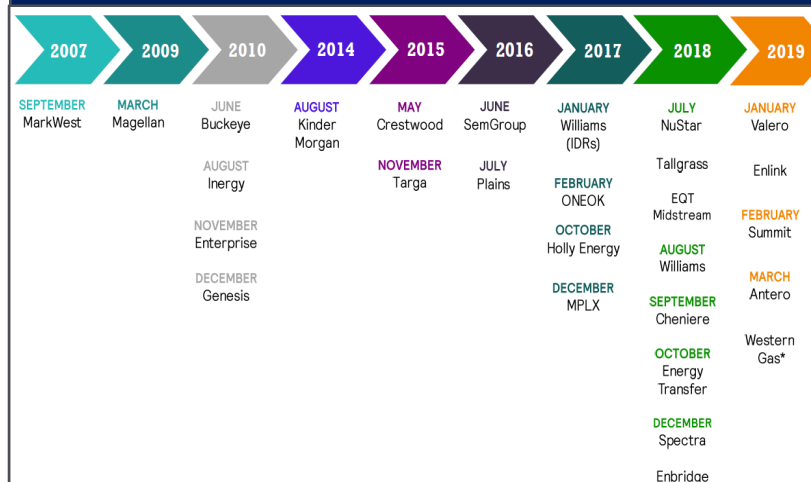 2007
2009
2010
2014
2015
2016
2017
2018
2019
SEPTEMBER
MarkWest
MARCH
Magellan
JUNE
Buckeye
AUGUST
Inergy
NOVEMBER
Enterprise
DECEMBER
Genesis
AUGUST
Kinder
Morgan
MAY
Crestwood
NOVEMBER
Targa
JUNE
SemGroup
JULY
Plains
JANUARY
Williams
(IDRs)
FEBRUARY
ONEOK
OCTOBER
Holly Energy
DECEMBER
MPLX
JULY
NuStar
Tallgrass
EQT
Midstream
AUGUST
Williams
SEPTEMBER
Cheniere
OCTOBER
Energy
Transfer
DECEMBER
Spectra
Enbridge
JANUARY
Valero
Enlink
FEBRUARY
Summit
MARCH
Antero
Western
Gas*